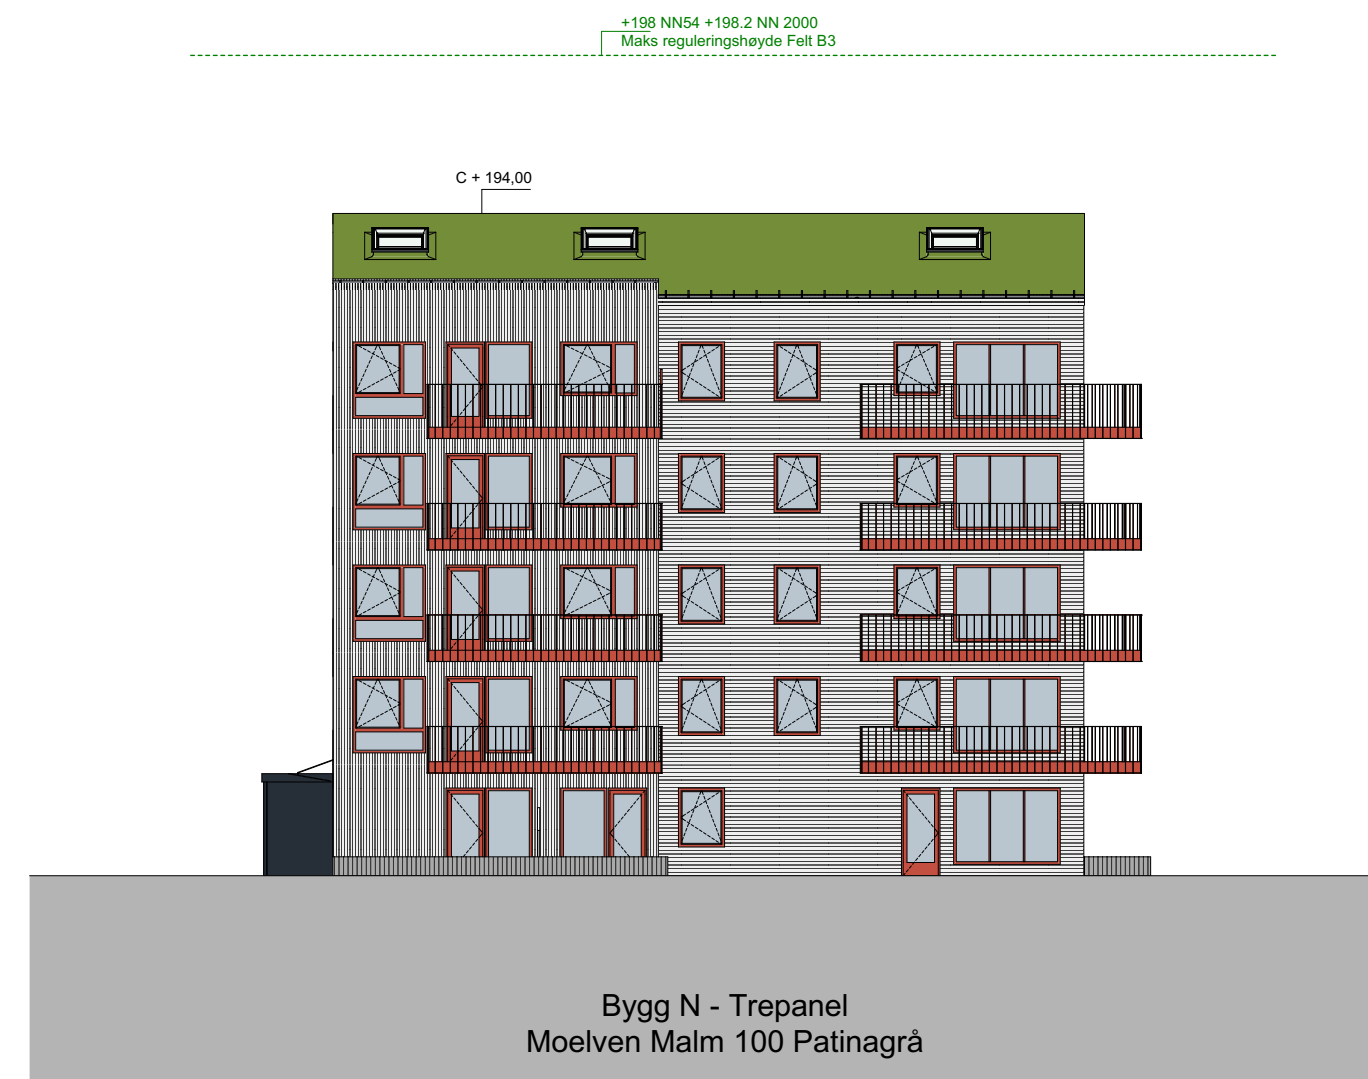 +198 NN54 +198.2 NN 2000
Maks reguleringshøyde Felt B3
C + 194,00
Bygg N - Trepanel
Moelven Malm 100 Patinagrå